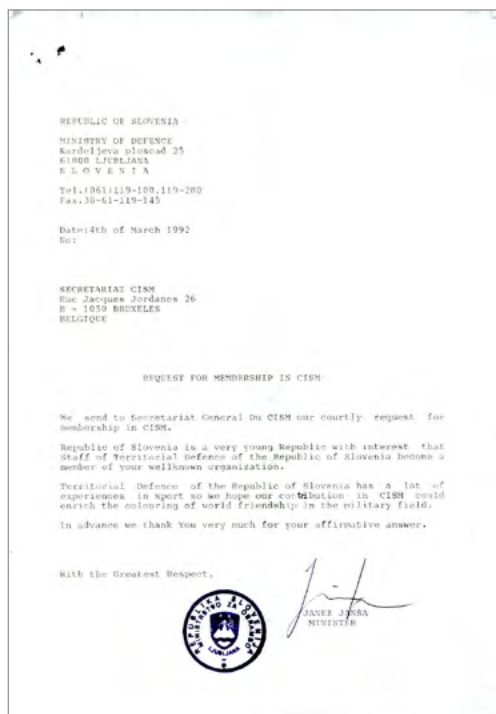 REPUBLIC OF SLOVENIA
MINISTRY OF DEFENCE
Kardeljeva ploscad 25
61000 LJUBLJANA
S L O V E N I A
Tel.(061)119-100,119-200
Fax.38-61-119-145
Date:4th of March 1992
No:
SECRETARIAT CISM
Rue Jacques Jordanes 26
B - 1050 BRUXELES
BELGIQUE
REQUEST FOR MEMBERSHIP IN CISM
We send to Secretariat General Du CISM our courtly request for
membership in CISM.
Republic of Slovenia is a very young Republic with interest that
Staff of Territorial Defence of the Republic of Slovenia become a
member of your wellknown organization.
Territorial Defence of the Republic of Slovenia has a lot of
experiences in sport so we hope our contribution in CISM could
enrich the colouring of world friendship in the military field.
In advance we thank You very much for your affirmative answer.
With the Greatest Respect,
JANEZ JANSA
MINISTER
REPUBLIKA SLOVENIJA
MINISTRSTVO ZA OBRAMBO
LJUBLJANA